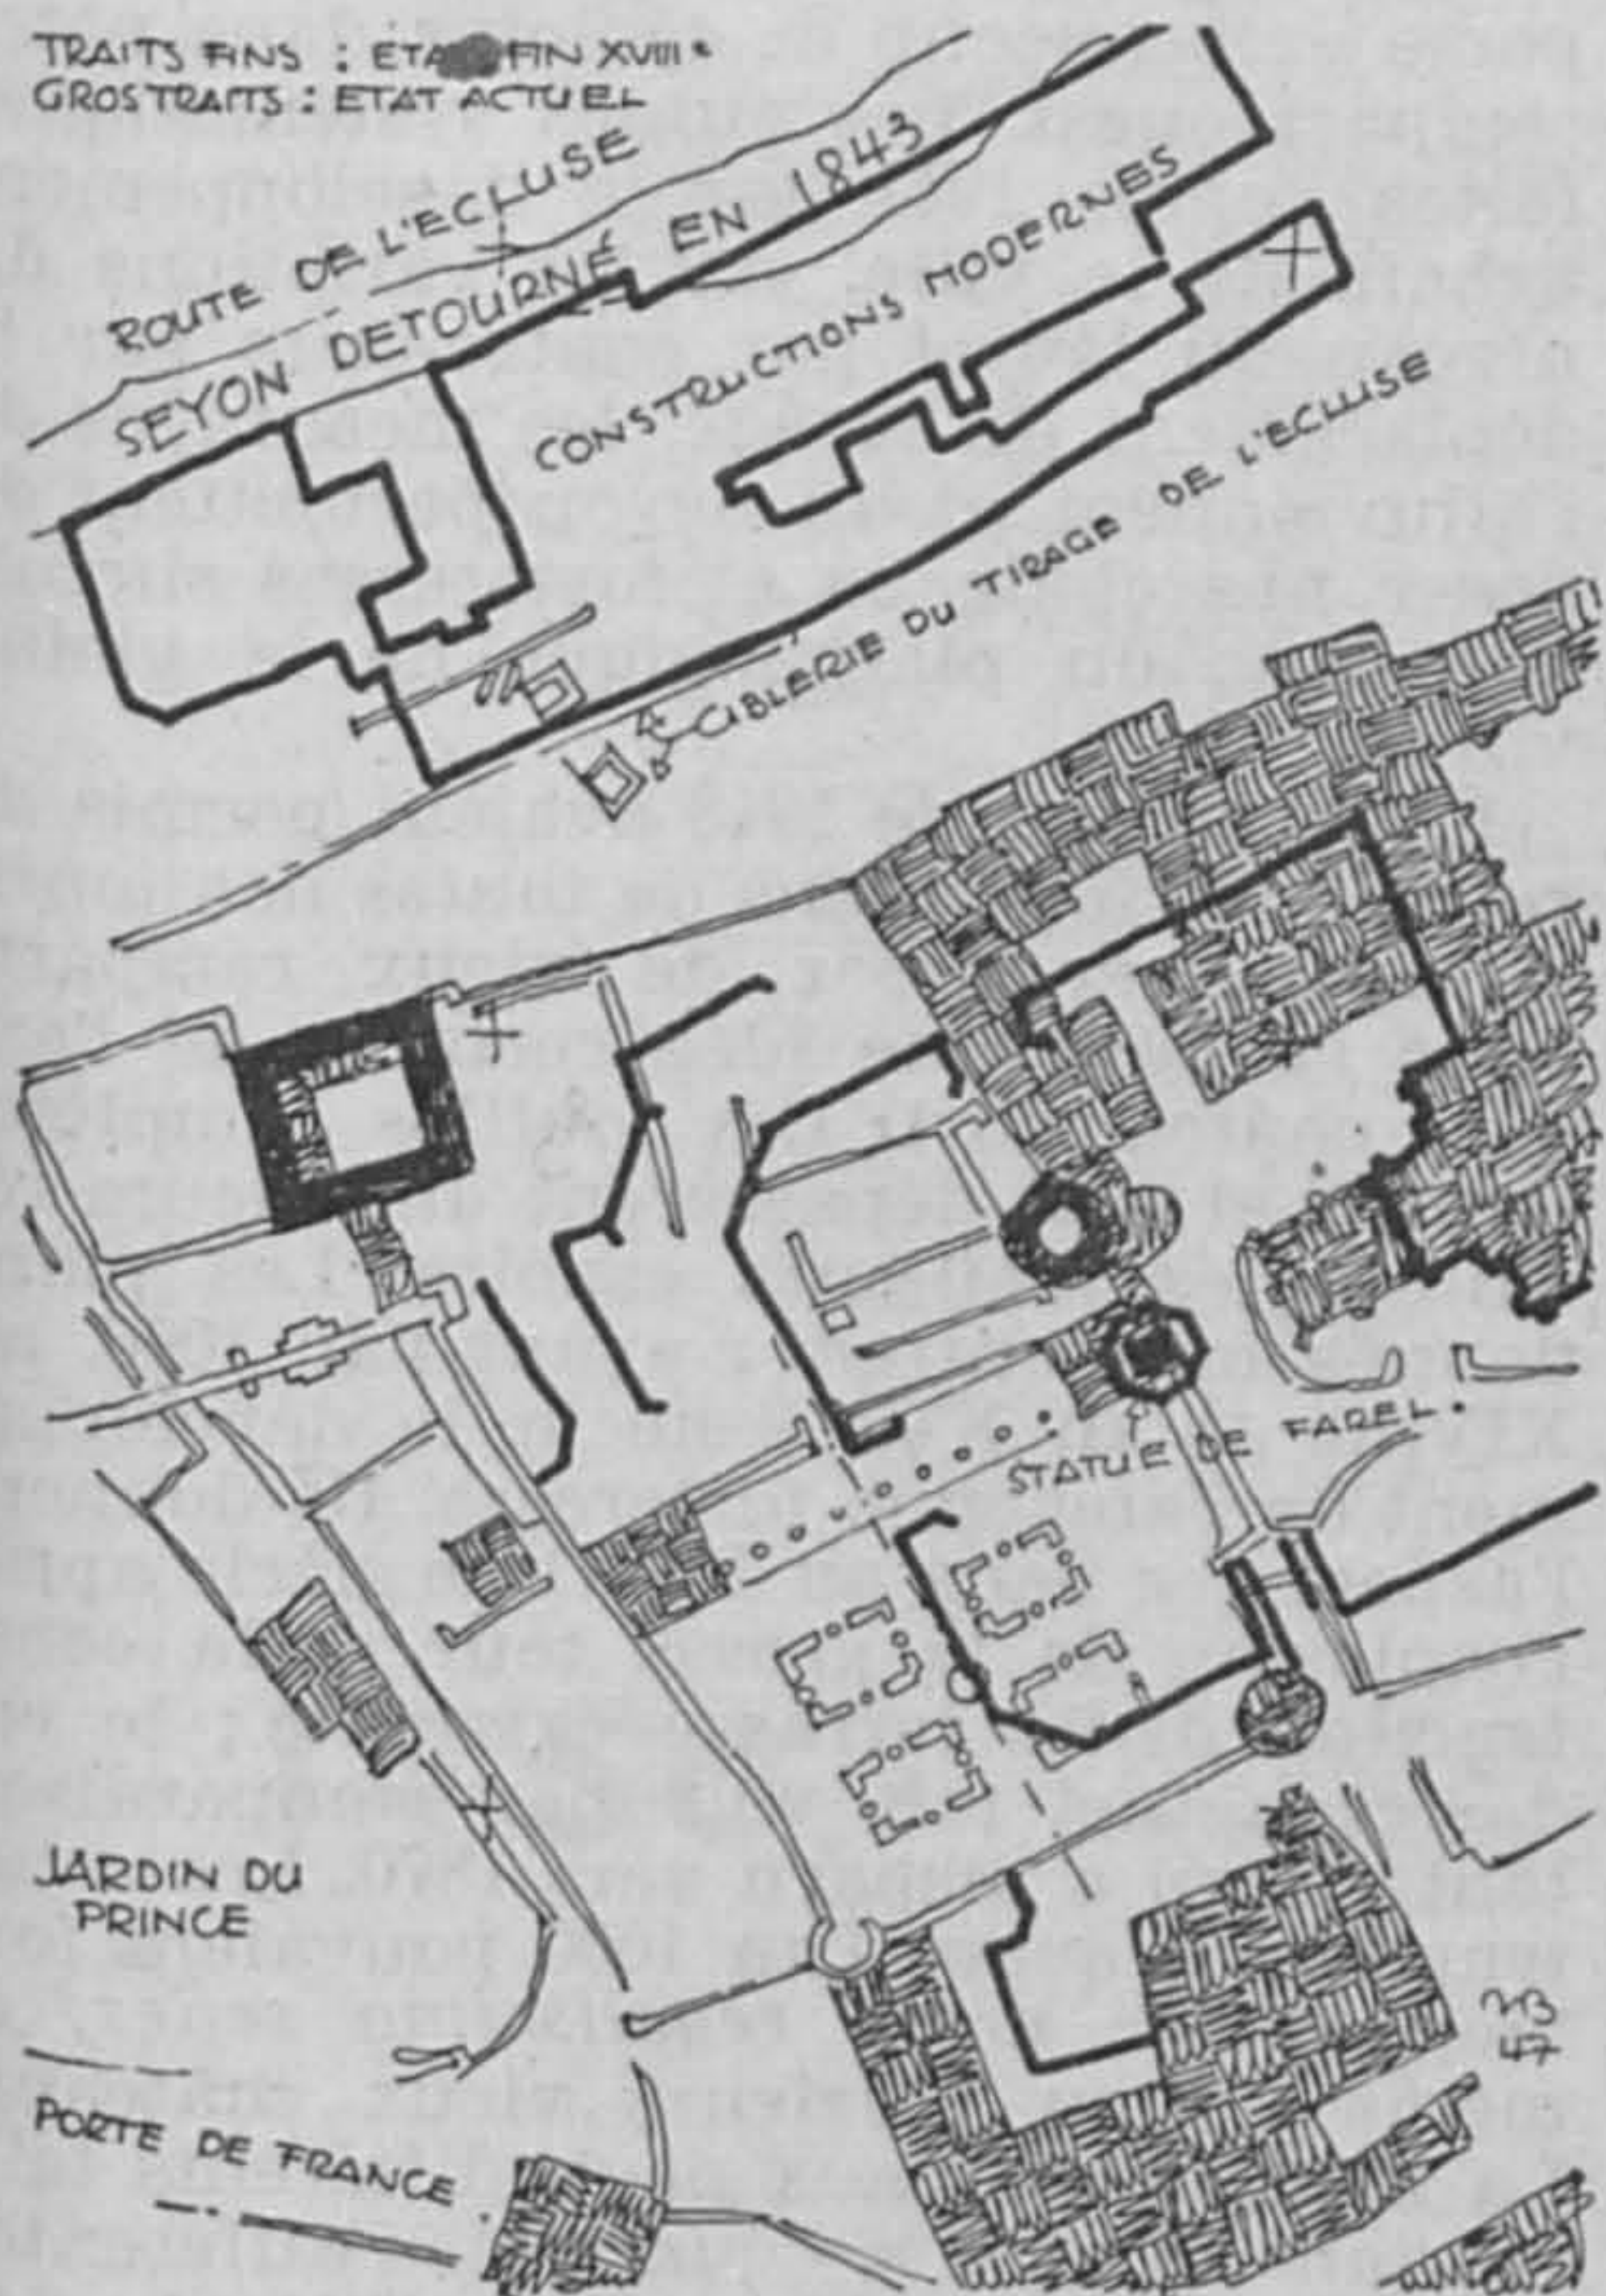 TRAITS FINS : ETAT FIN XVIIIe
GROS TRAITS : ETAT ACTUEL
ROUTE DE L'ECLUSE
SEYON DETOURNÉ EN 1843
CONSTRUCTIONS MODERNES
CIBLERIE DU TIRAGE DE L'ECLUSE
STATUE DE FAREL.
JARDIN DU
PRINCE
PORTE DE FRANCE.
47